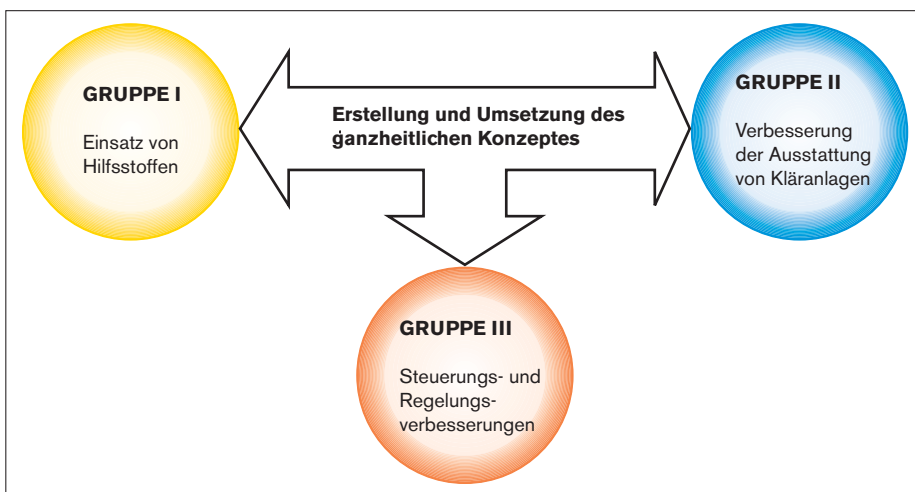 GRUPPE I
Einsatz von
Hilfsstoffen
Erstellung und Umsetzung des
ganzheitlichen Konzeptes
GRUPPE II
Verbesserung
der Ausstattung
von Kläranlagen
GRUPPE III
Steuerungs- und
Regelungs-
verbesserungen